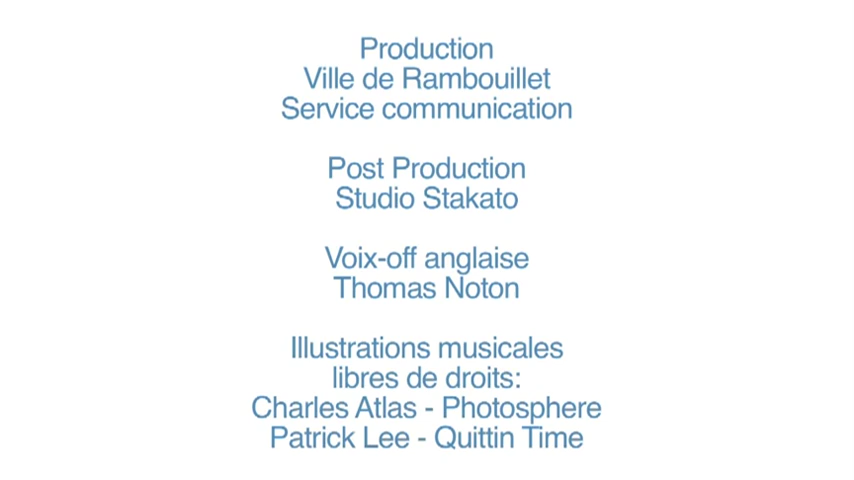 Production
Ville de Rambouillet
Service communication
Post Production
Studio Stakato
Voix-off anglaise
Thomas Noton
Illustrations musicales
libres de droits:
Charles Atlas - Photosphere
Patrick Lee - Quittin Time